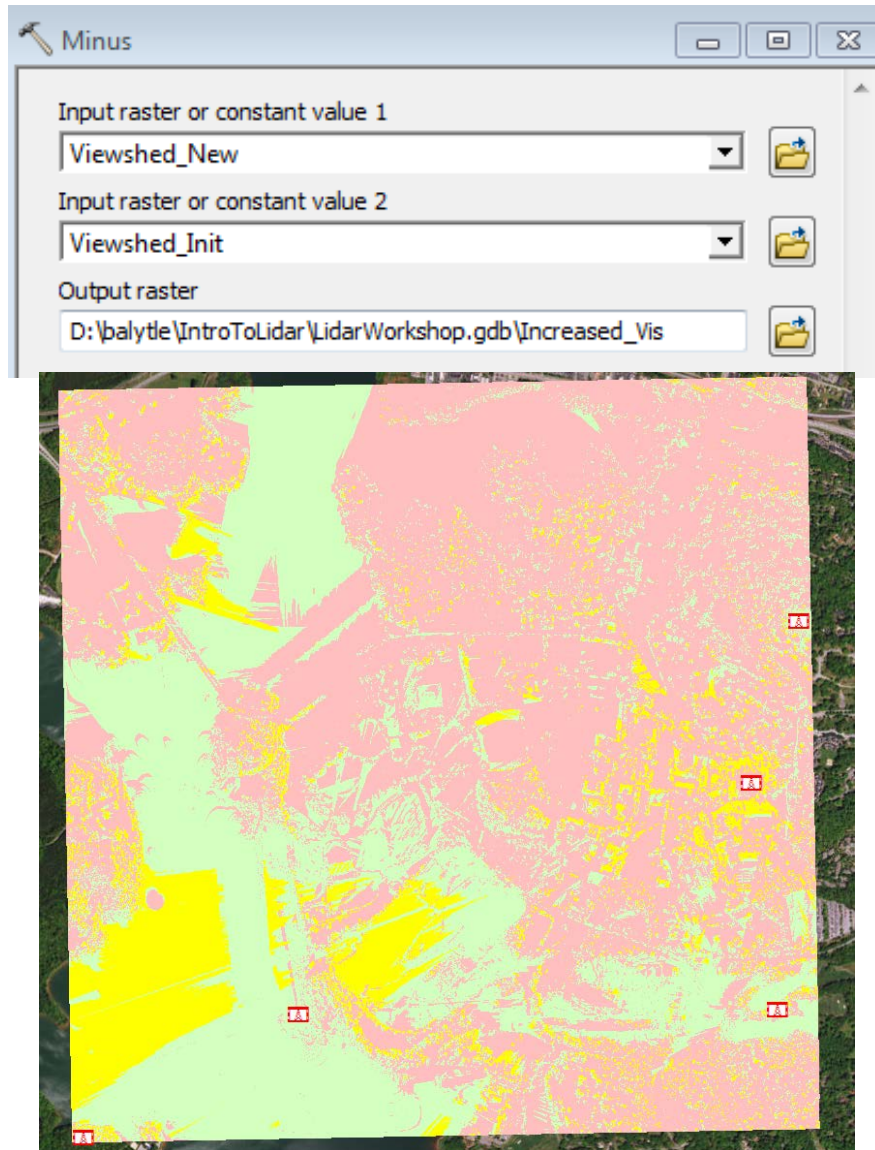 Minus
Input raster or constant value 1
Viewshed_New
Input raster or constant value 2
Viewshed_Init
Output raster
D:\balytle\IntroToLidar\LidarWorkshop.gdb\Increased_Vis